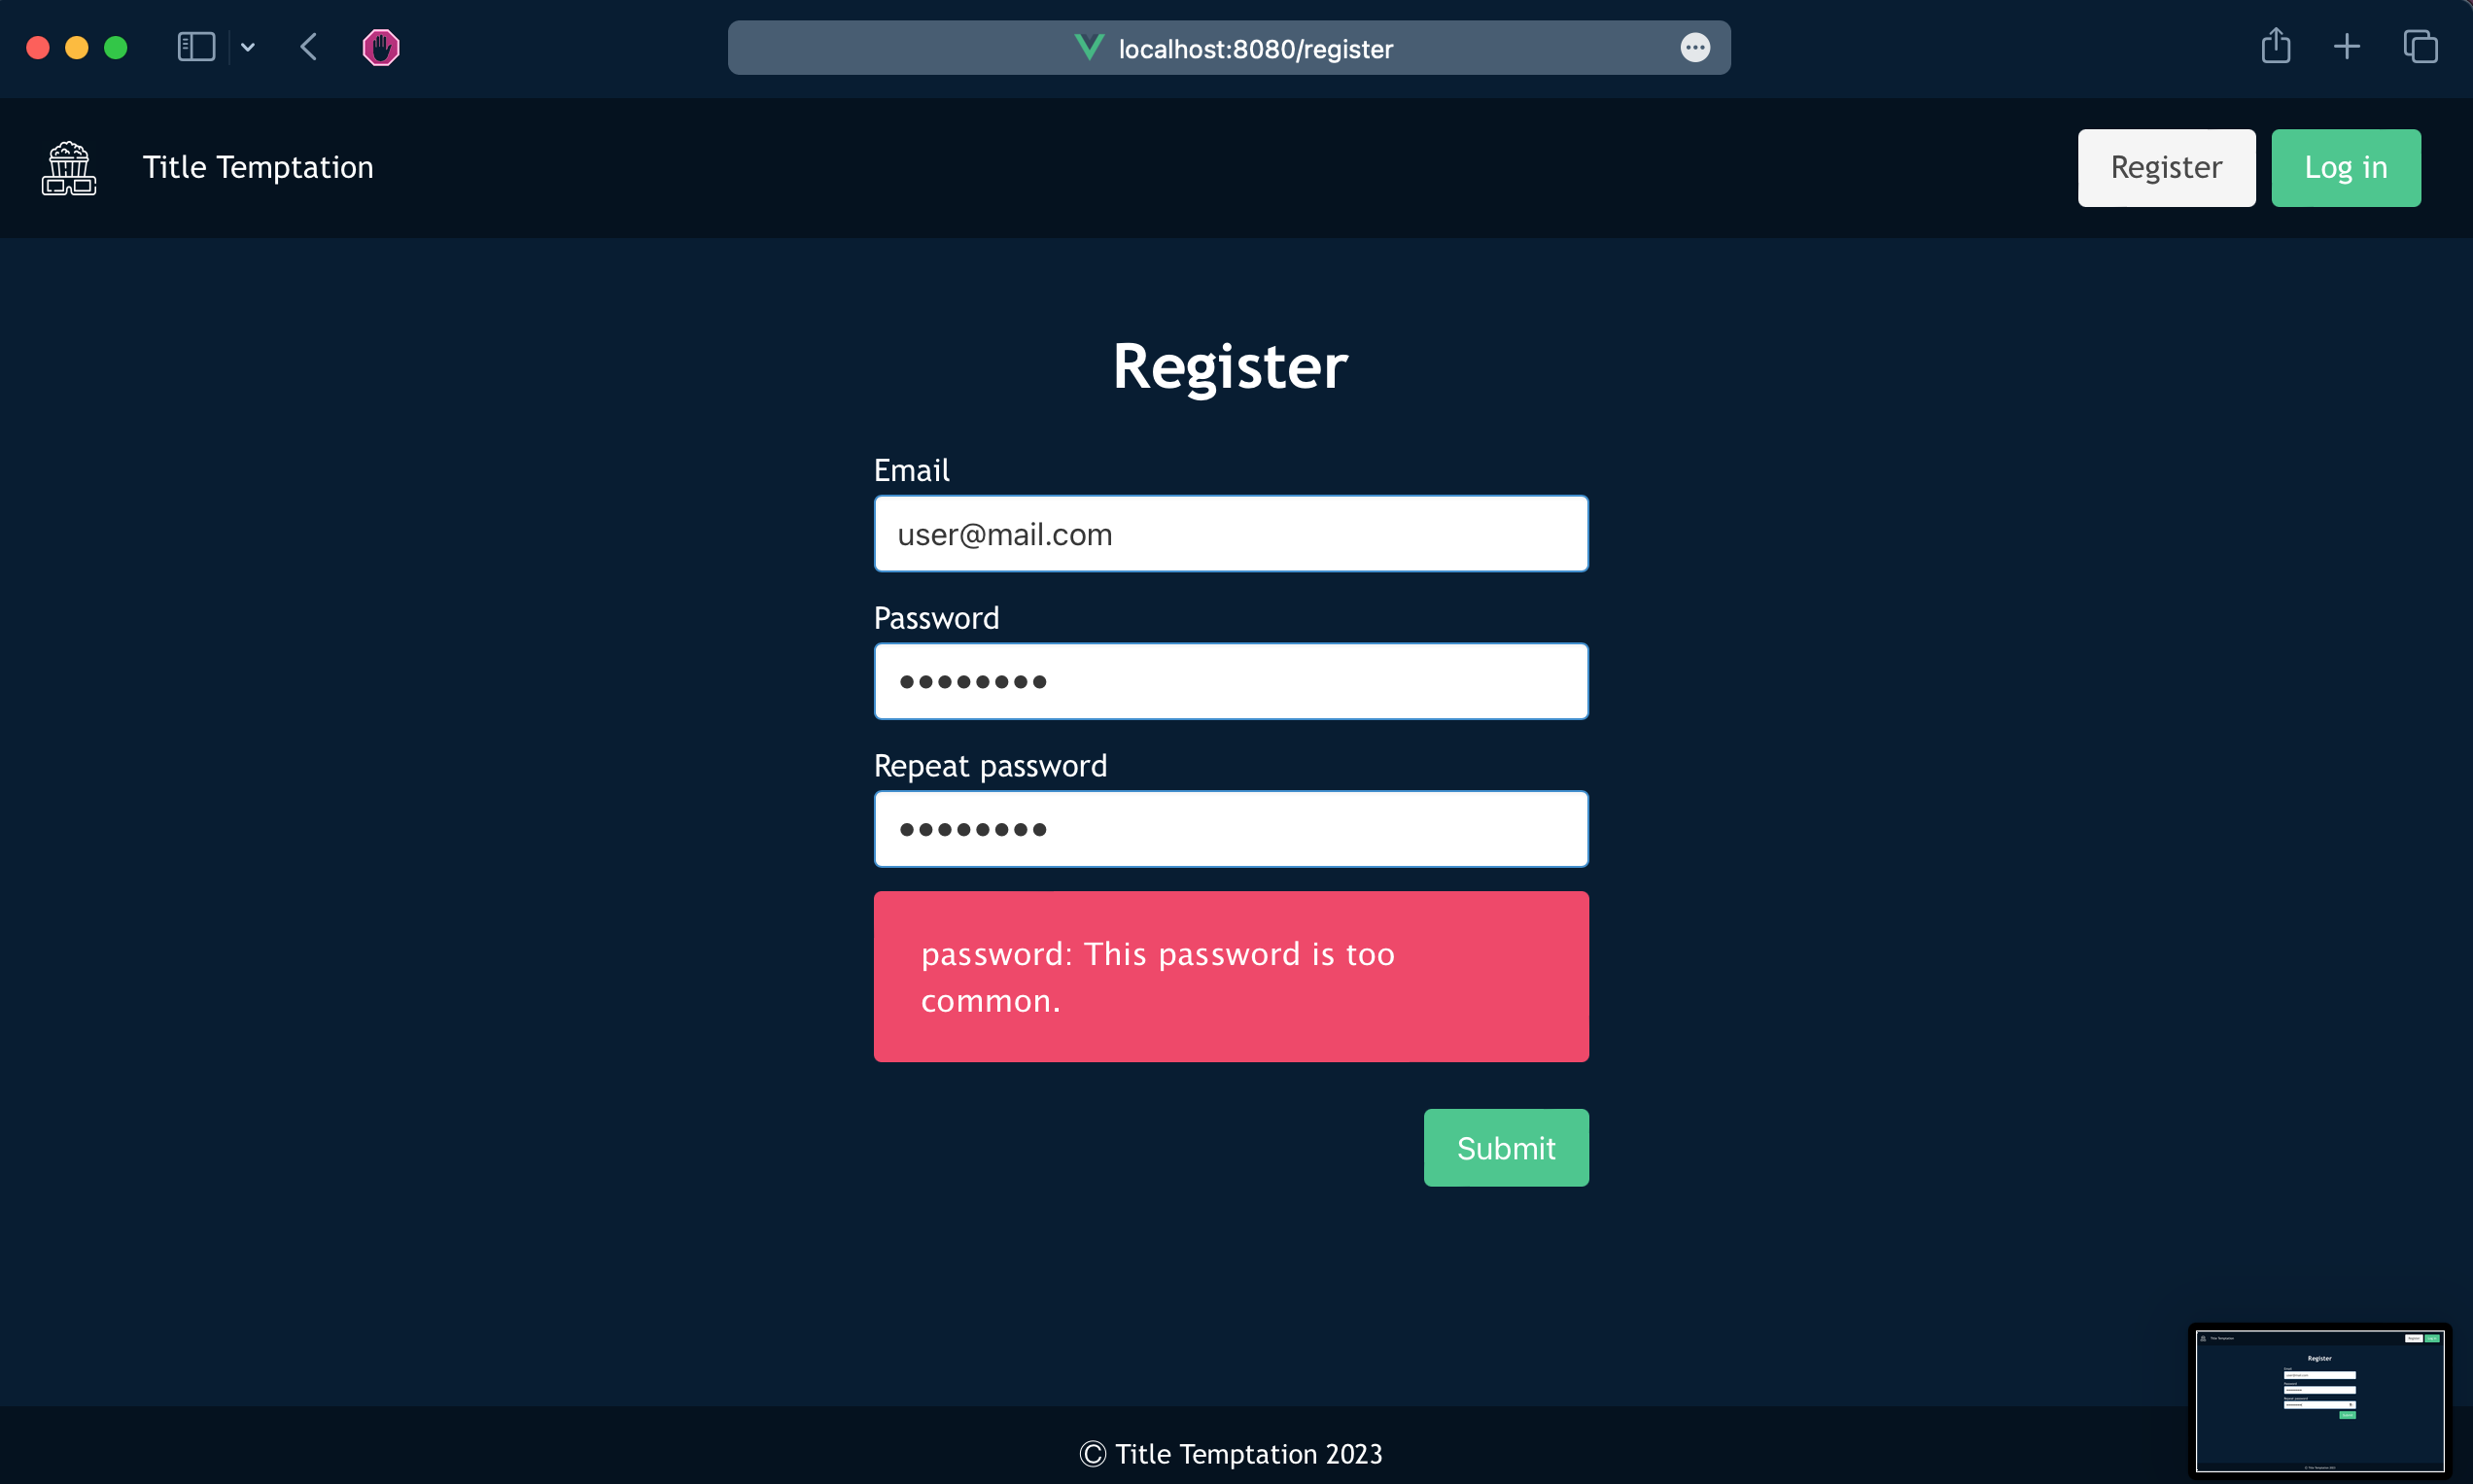 localhost:8080/register
Title Temptation
Register
Log in
Register
Email
user@mail.com
Password
••••••••
Repeat password
••••••••
password: This password is too
common.
Submit
© Title Temptation 2023